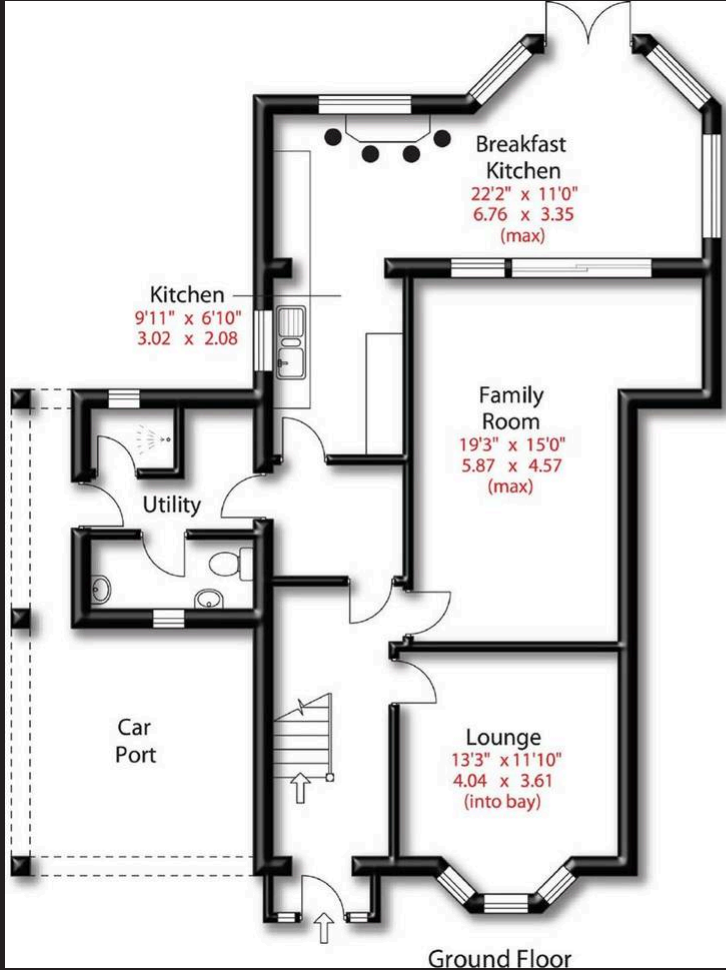 Breakfast
Kitchen
22'2" x 11'0"
6.76 x 3.35
(max)
Kitchen
9'11" x 6'10"
3.02 x 2.08
Family
Room
19'3" x 15'0"
5.87 x 4.57
(max)
Utility
Car
Port
Lounge
13'3" x11'10"
4.04 x 3.61
(into bay)
Ground Floor